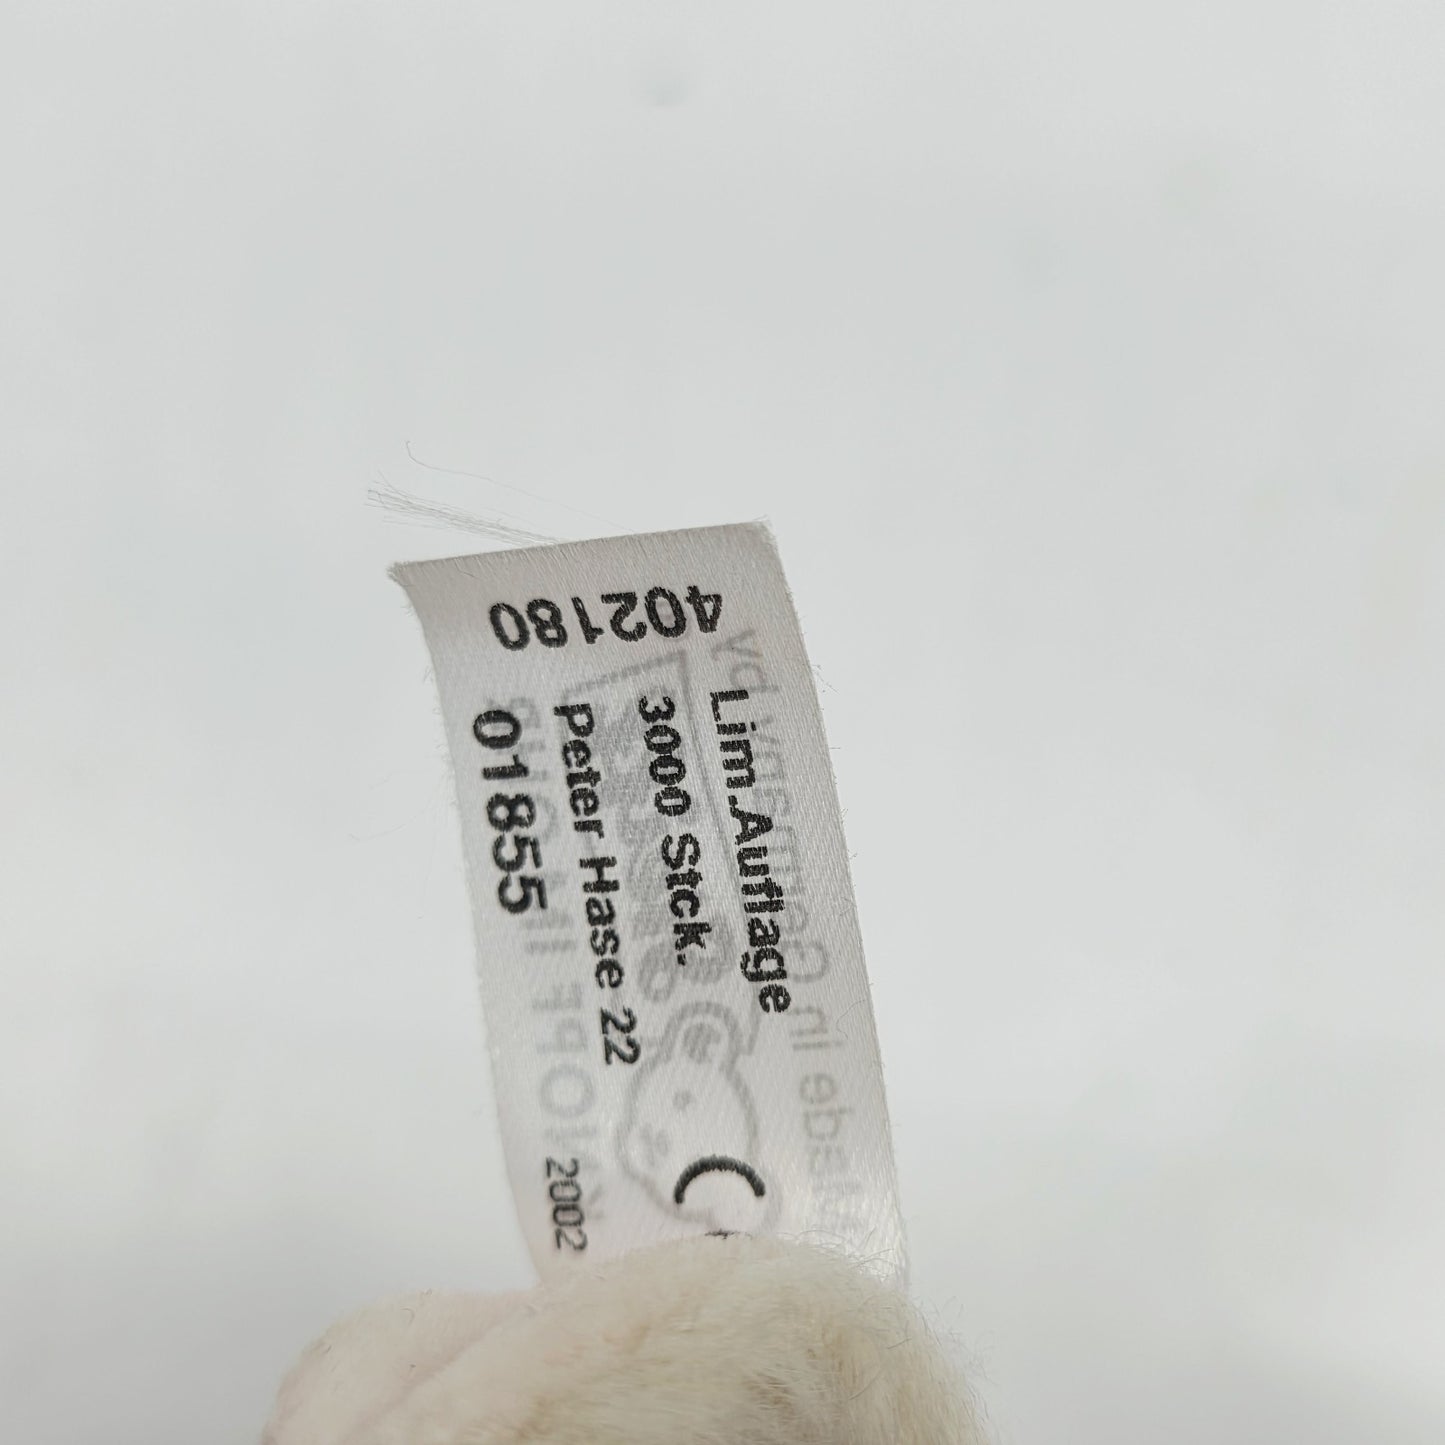 402180
Lim.Auflage
3000 Stck.
Peter Hase 22
01855
2002